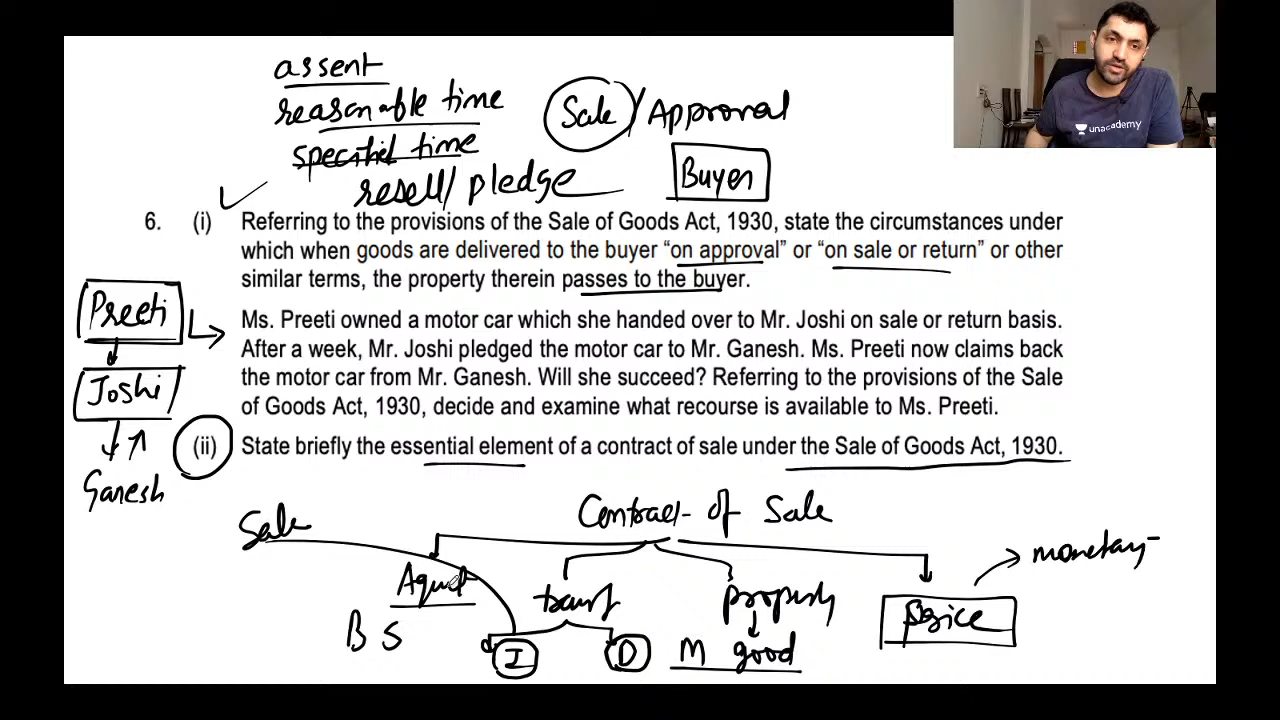 assent
reasonable time
Sale / Approval
specified time
resell/pledge
Buyer
unacademy
6. (i) Referring to the provisions of the Sale of Goods Act, 1930, state the circumstances under
which when goods are delivered to the buyer “on approval” or “on sale or return” or other
similar terms, the property therein passes to the buyer.
Preeti
Ms. Preeti owned a motor car which she handed over to Mr. Joshi on sale or return basis.
After a week, Mr. Joshi pledged the motor car to Mr. Ganesh. Ms. Preeti now claims back
Joshi
the motor car from Mr. Ganesh. Will she succeed? Referring to the provisions of the Sale
of Goods Act, 1930, decide and examine what recourse is available to Ms. Preeti.
(ii) State briefly the essential element of a contract of sale under the Sale of Goods Act, 1930.
Ganesh
Contract of Sale
Sale
monetary
transf
property
Price
B S
I
D
M good